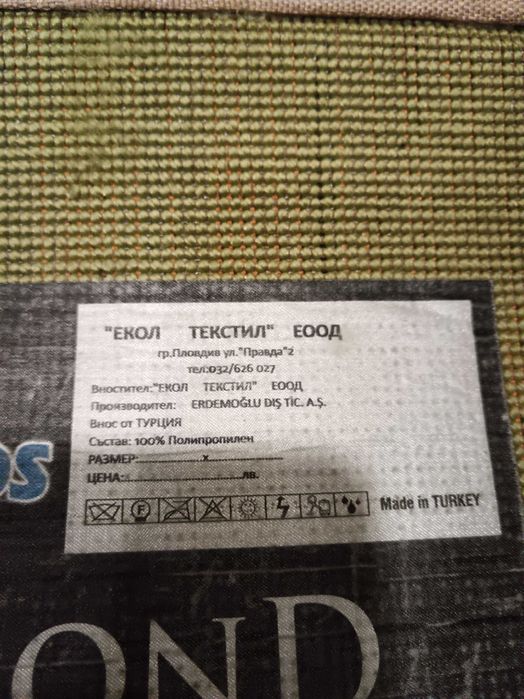 "ЕКОЛ ТЕКСТИЛ" ЕООД
гр.Пловдив ул."Правда"2
тел:032/626 027
Вносител:"ЕКОЛ ТЕКСТИЛ" ЕООД
Производител: ERDEMOĞLU DIŞ TİC. A.Ş.
Внос от ТУРЦИЯ
Състав: 100% Полипропилен
РАЗМЕР:....................x......................
ЦЕНА:....................................лв.
F
Made in TURKEY
OS
OND